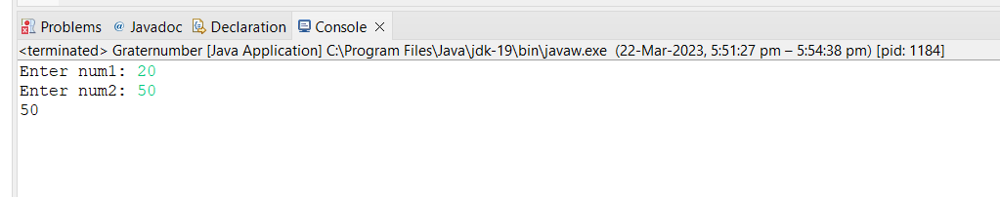 Problems @ Javadoc Declaration Console
<terminated> Graternumber [Java Application] C:\Program Files\Java\jdk-19\bin\javaw.exe (22-Mar-2023, 5:51:27 pm – 5:54:38 pm) [pid: 1184]
Enter num1: 20
Enter num2: 50
50